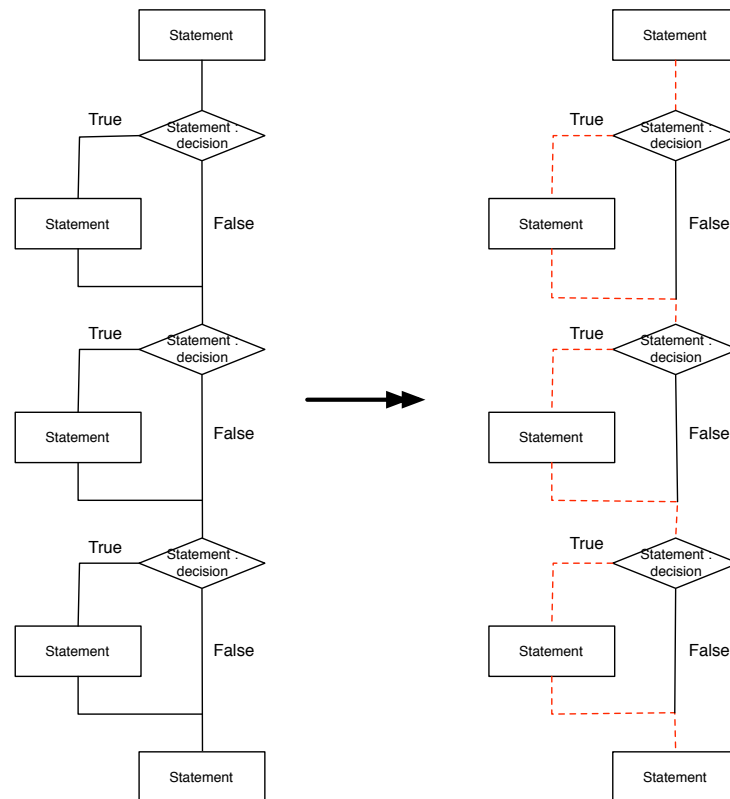 Statement
True
Statement :
decision
Statement
False
True
Statement :
decision
Statement
False
True
Statement :
decision
Statement
False
Statement
Statement
True
Statement :
decision
Statement
False
True
Statement :
decision
Statement
False
True
Statement :
decision
Statement
False
Statement